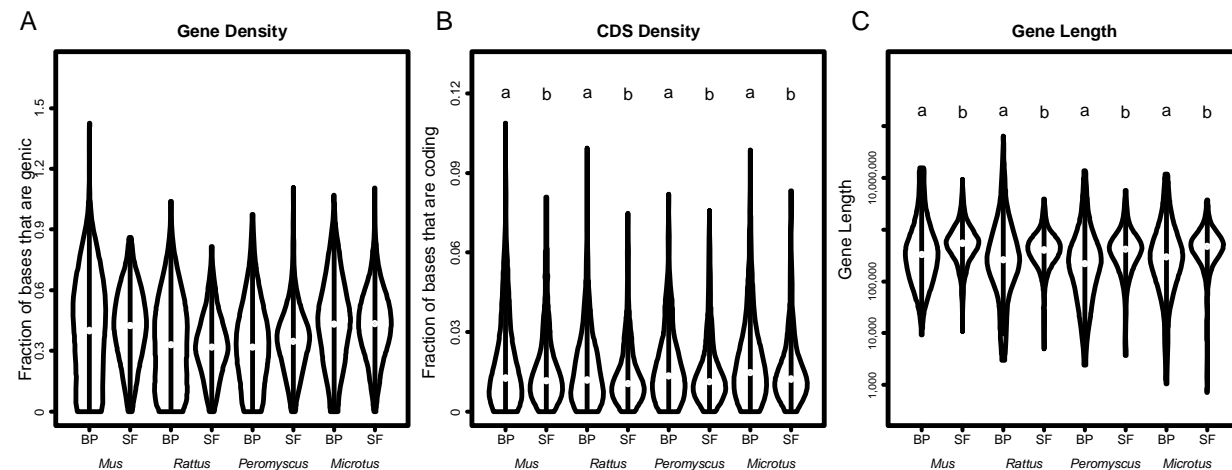 A
Gene Density
Fraction of bases that are genic
1.5
1.2
0.9
0.6
0.3
0
BP SF BP SF BP SF BP SF
Mus Rattus Peromyscus Microtus
B
CDS Density
Fraction of bases that are coding
0.12
0.09
0.06
0.03
0
a b a b a b a b
BP SF BP SF BP SF BP SF
Mus Rattus Peromyscus Microtus
C
Gene Length
Gene Length
10,000,000
100,000
10,000
1,000
a b a b a b a b
BP SF BP SF BP SF BP SF
Mus Rattus Peromyscus Microtus